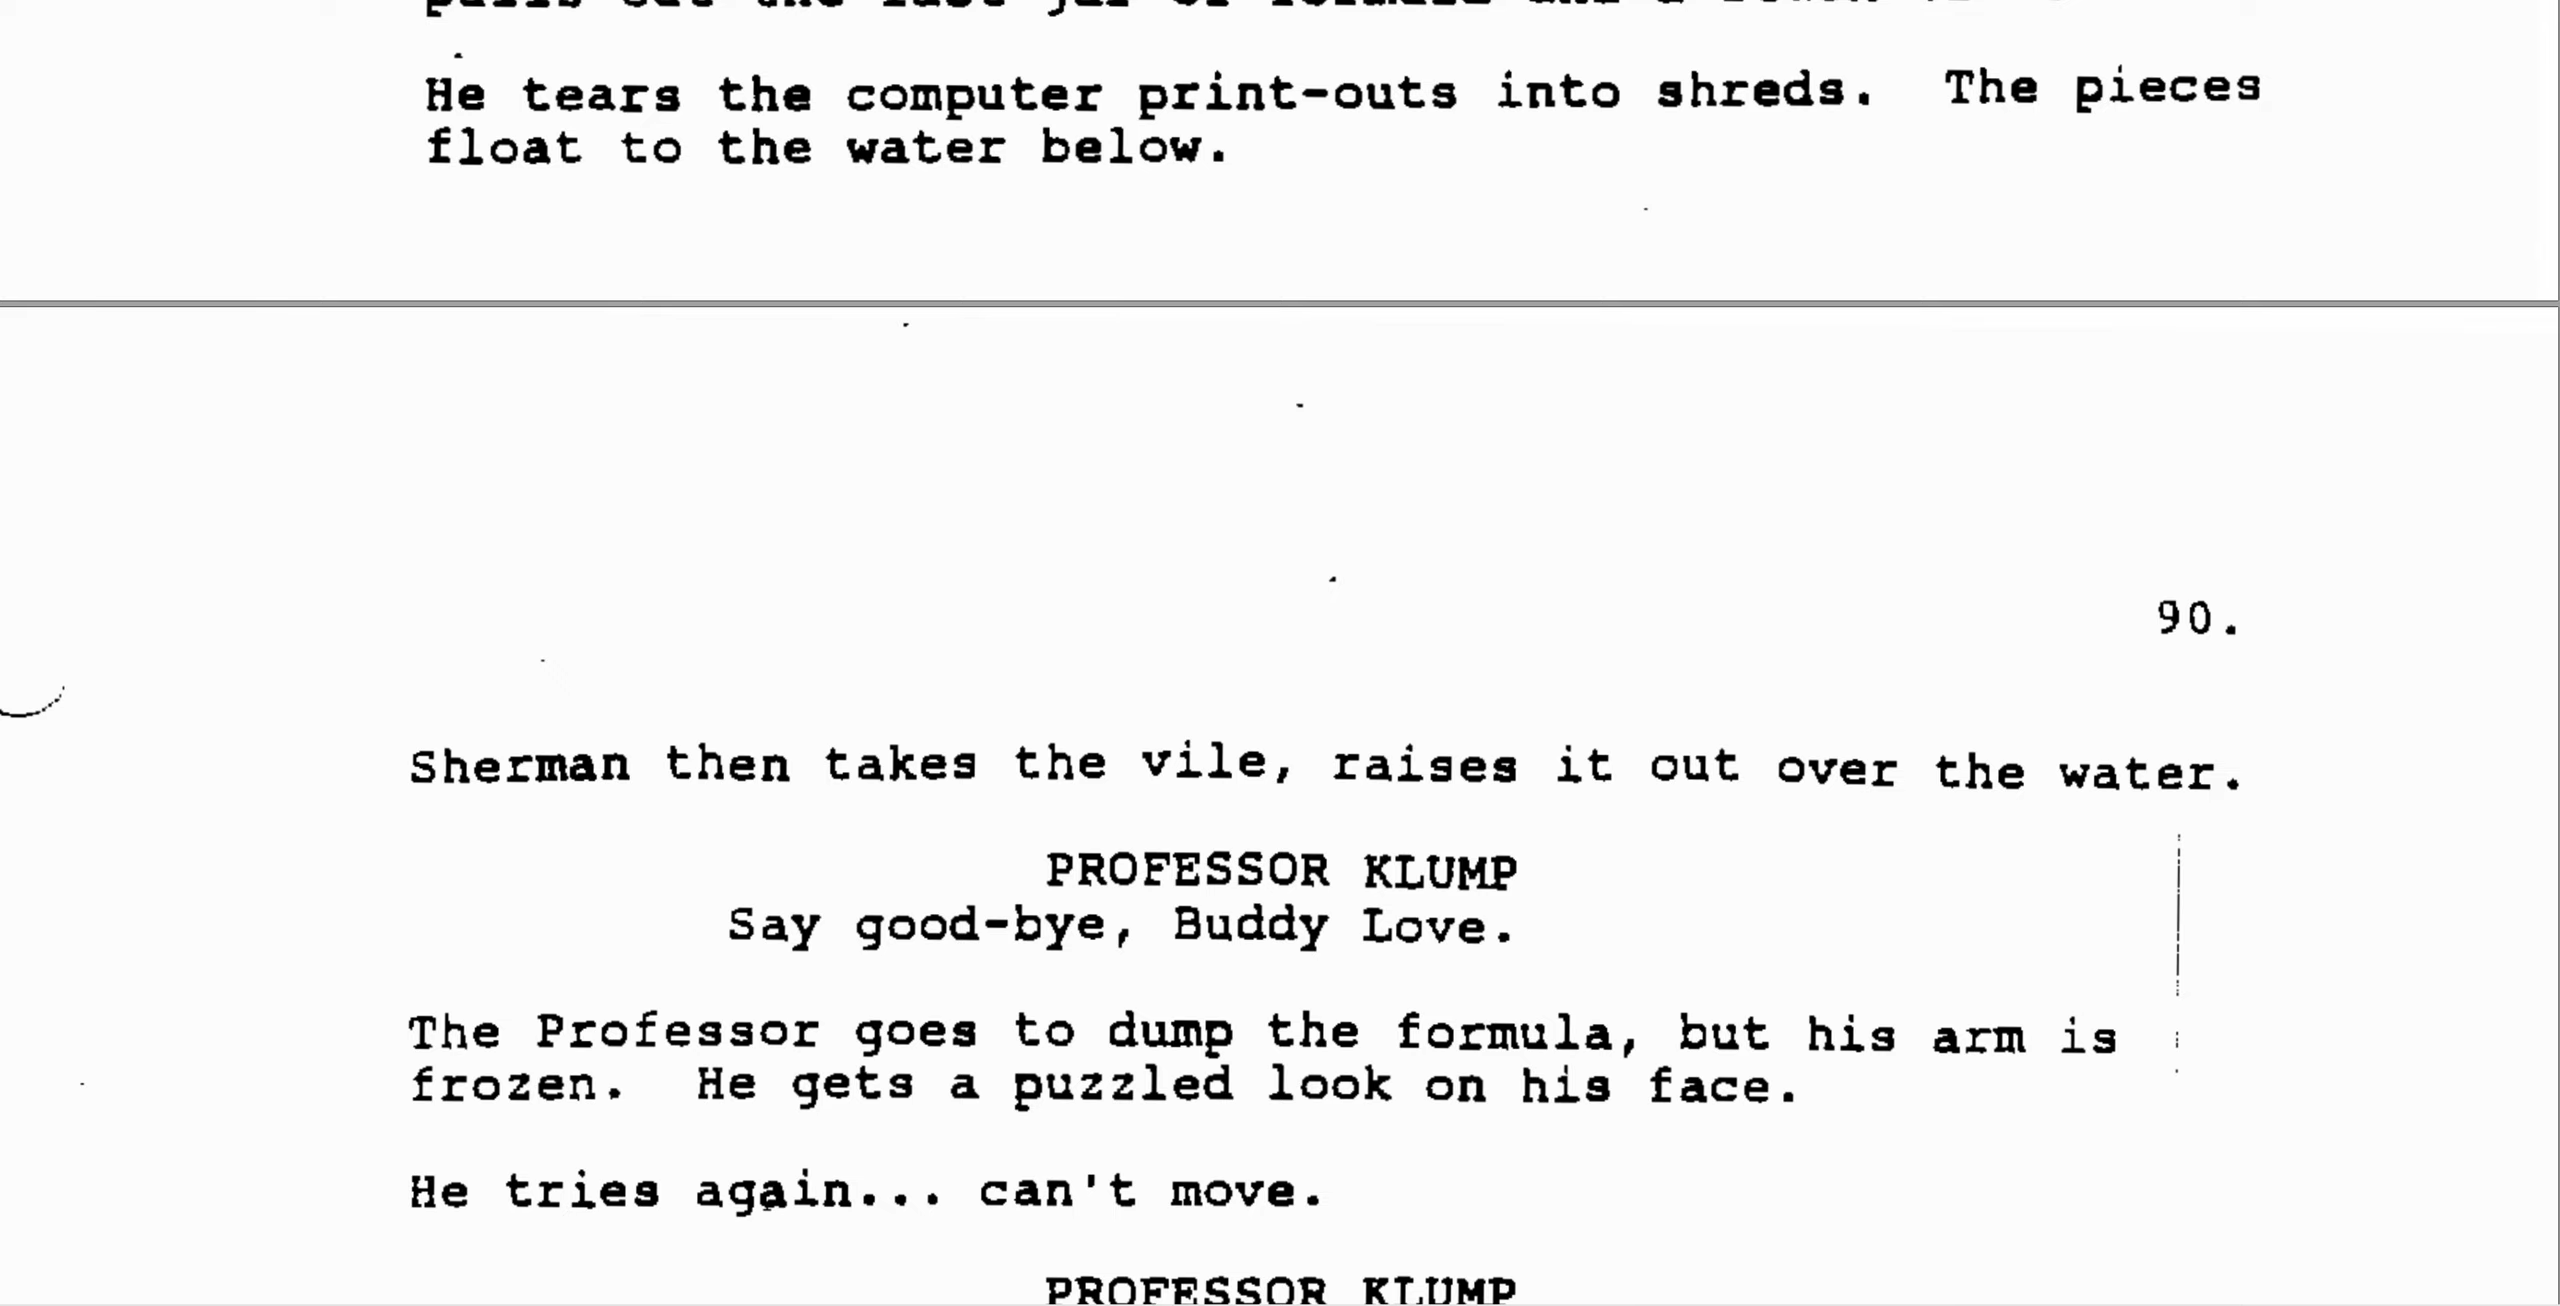 He tears the computer print-outs into shreds. The pieces
float to the water below.
90.
Sherman then takes the vile, raises it out over the water.
PROFESSOR KLUMP
Say good-bye, Buddy Love.
The Professor goes to dump the formula, but his arm is
frozen. He gets a puzzled look on his face.
He tries again... can't move.
PROFESSOR KLUMP